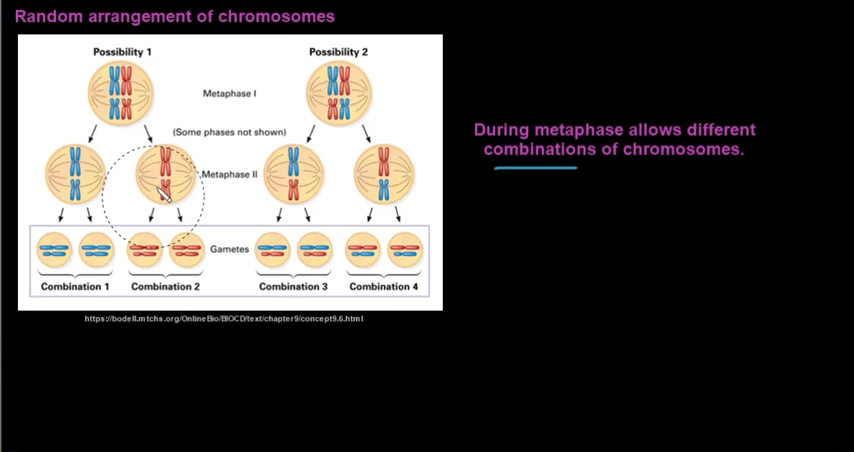 Random arrangement of chromosomes
Possibility 1
Possibility 2
Metaphase I
(Some phases not shown)
Metaphase II
Gametes
Combination 1
Combination 2
Combination 3
Combination 4
https://bodell.mtchs.org/OnlineBio/BIOCD/text/chapter9/concept9.6.html
During metaphase allows different
combinations of chromosomes.